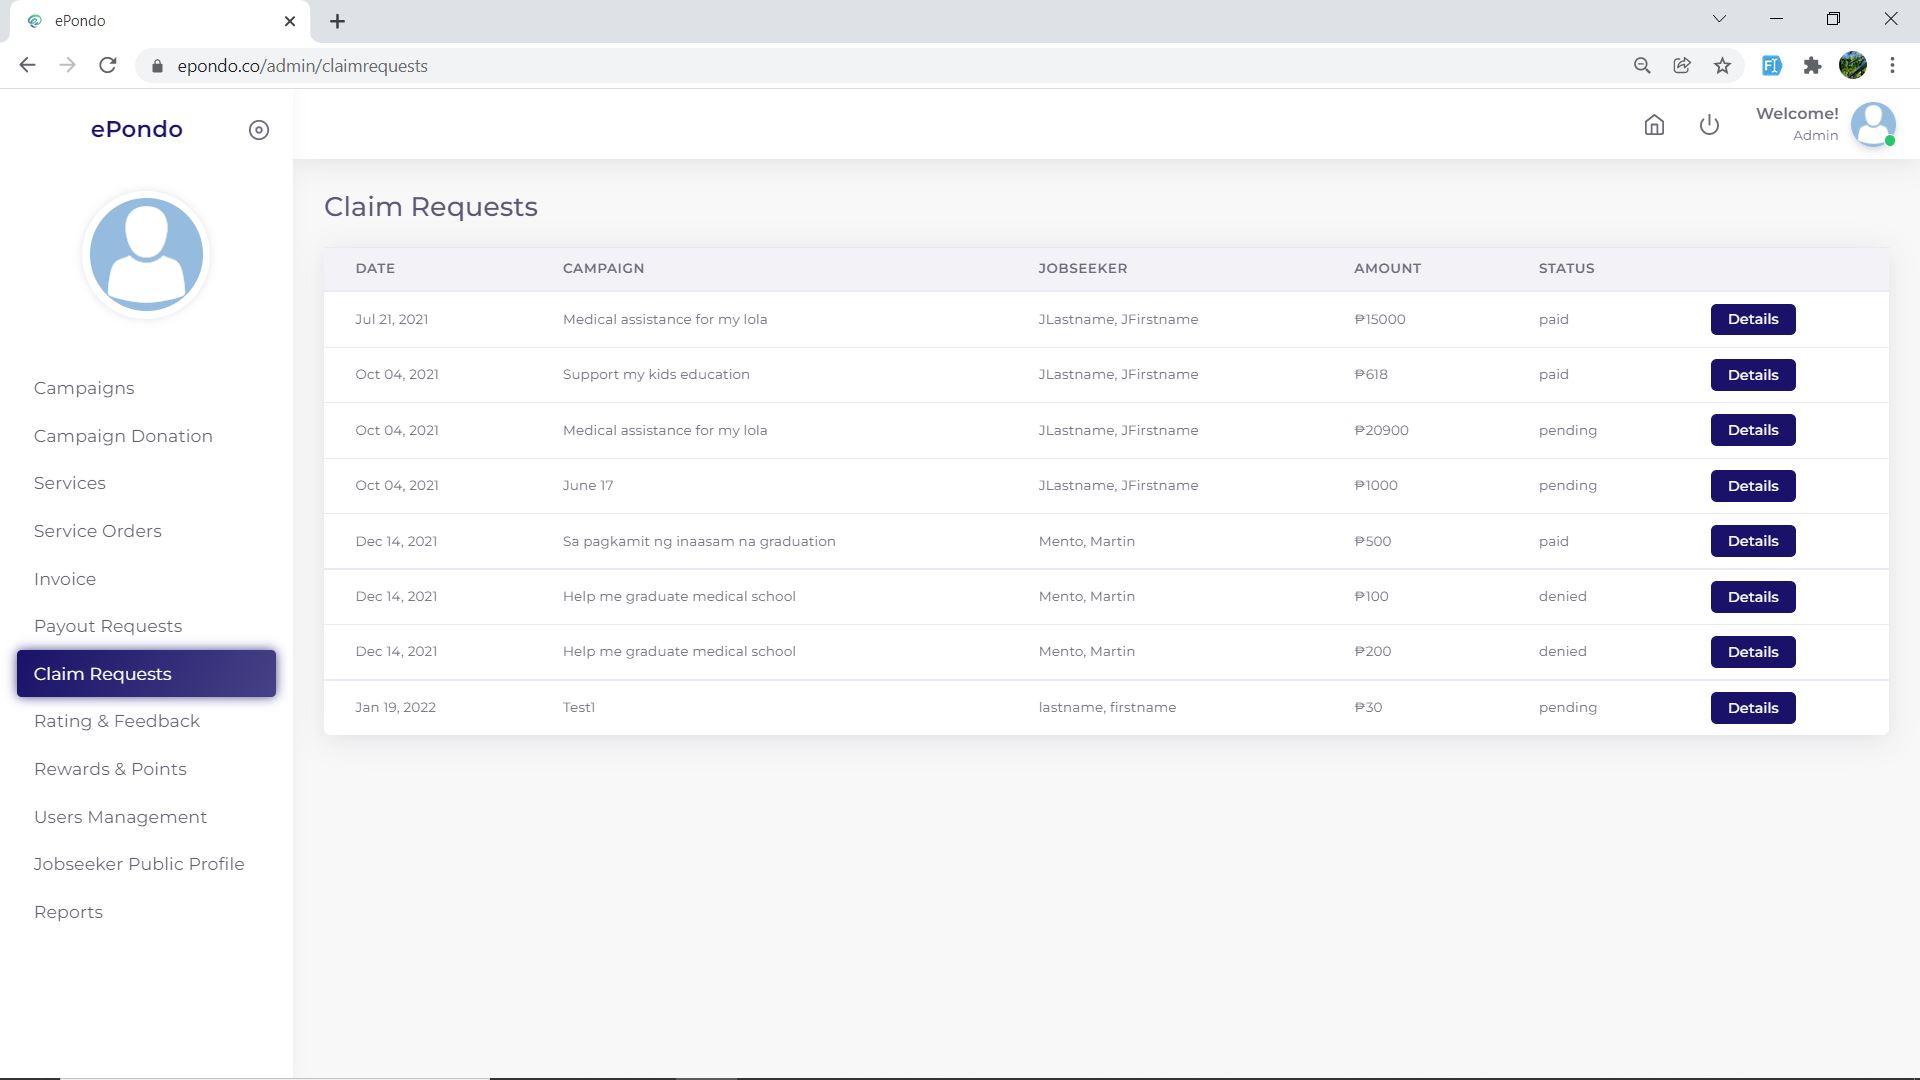 ePondo
epondo.co/admin/claimrequests
ePondo
Welcome!
Admin
Campaigns
Campaign Donation
Services
Service Orders
Invoice
Payout Requests
Claim Requests
Rating & Feedback
Rewards & Points
Users Management
Jobseeker Public Profile
Reports
Claim Requests
DATE CAMPAIGN JOBSEEKER AMOUNT STATUS
Jul 21, 2021 Medical assistance for my lola JLastname, JFirstname ₱15000 paid Details
Oct 04, 2021 Support my kids education JLastname, JFirstname ₱618 paid Details
Oct 04, 2021 Medical assistance for my lola JLastname, JFirstname ₱20900 pending Details
Oct 04, 2021 June 17 JLastname, JFirstname ₱1000 pending Details
Dec 14, 2021 Sa pagkamit ng inaasam na graduation Mento, Martin ₱500 paid Details
Dec 14, 2021 Help me graduate medical school Mento, Martin ₱100 denied Details
Dec 14, 2021 Help me graduate medical school Mento, Martin ₱200 denied Details
Jan 19, 2022 Test1 lastname, firstname ₱30 pending Details